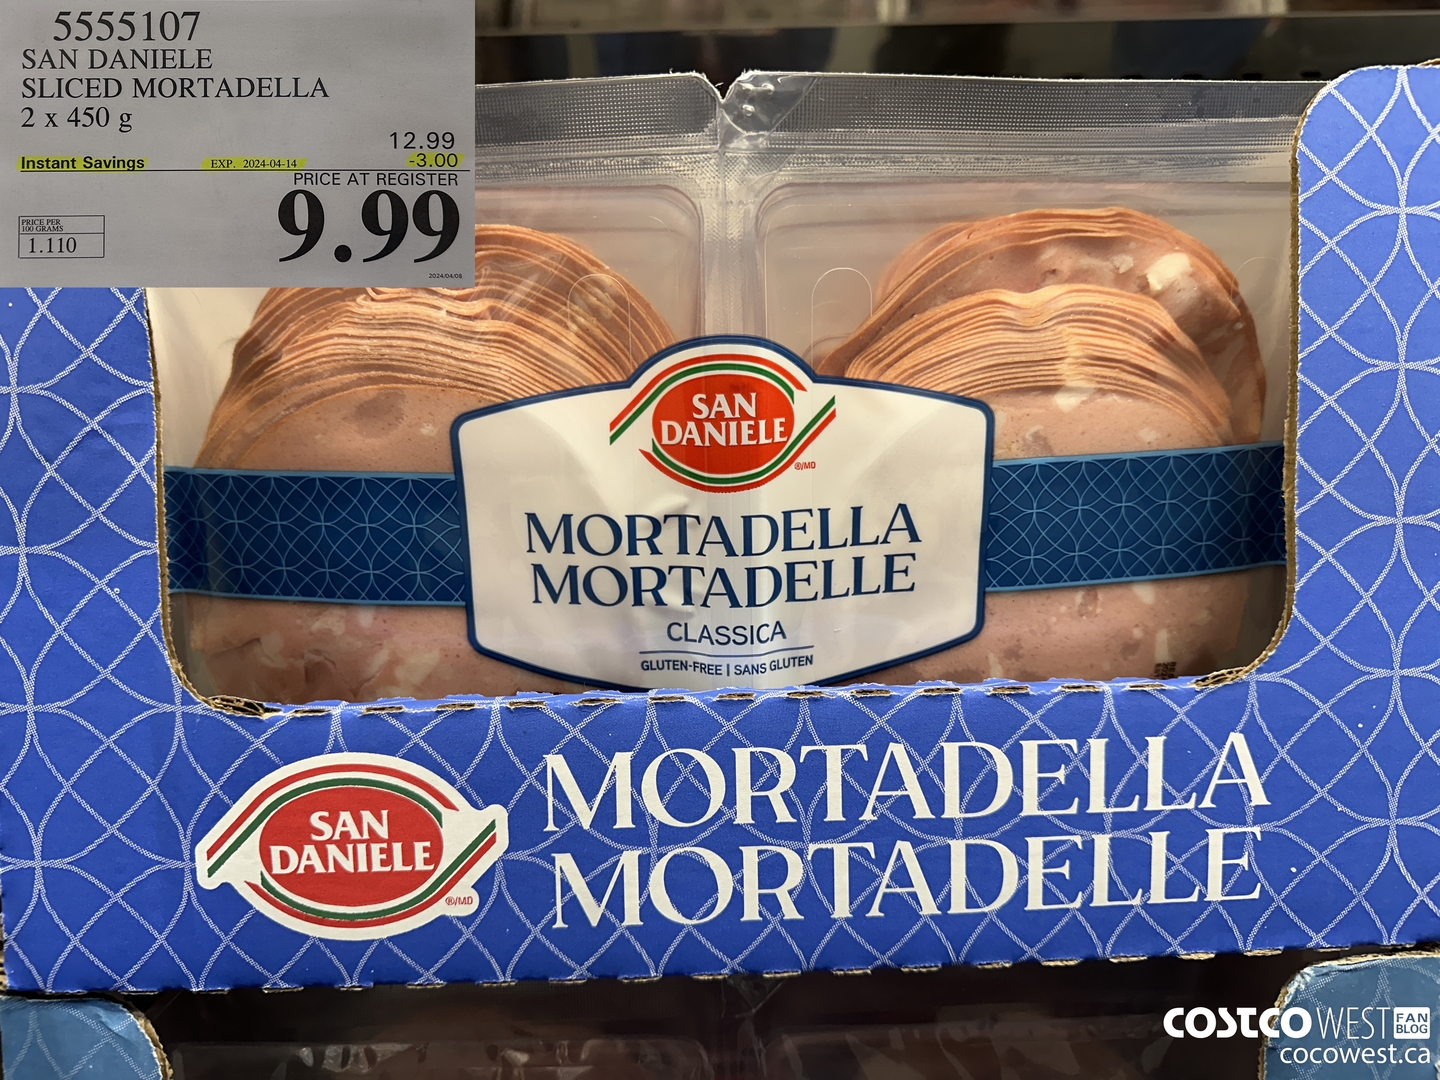 5555107
SAN DANIELE
SLICED MORTADELLA
2 x 450 g
12.99
Instant Savings EXP. 2024-04-14 -3.00
PRICE AT REGISTER
9.99
PRICE PER
100 GRAMS
1.110
2024/04/08
SAN
DANIELE
®/MD
MORTADELLA
MORTADELLE
CLASSICA
GLUTEN-FREE | SANS GLUTEN
SAN
DANIELE
®/MD
MORTADELLA
MORTADELLE
COSTCO WEST FAN BLOG
cocowest.ca